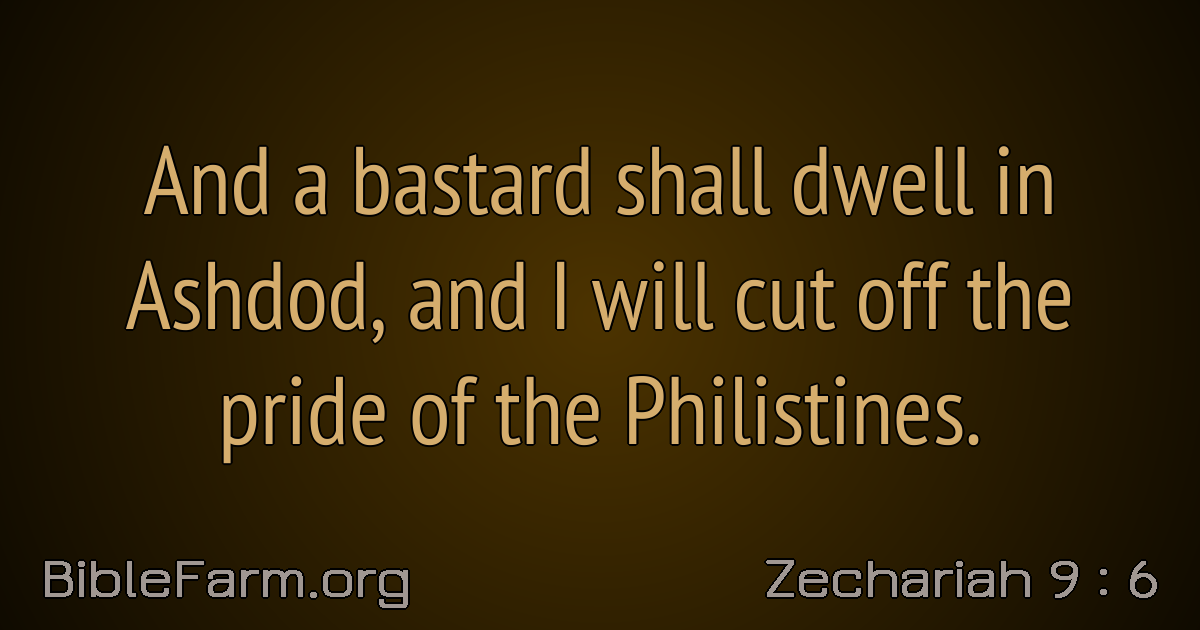 And a bastard shall dwell in
Ashdod, and I will cut off the
pride of the Philistines.
BibleFarm.org
Zechariah 9 : 6